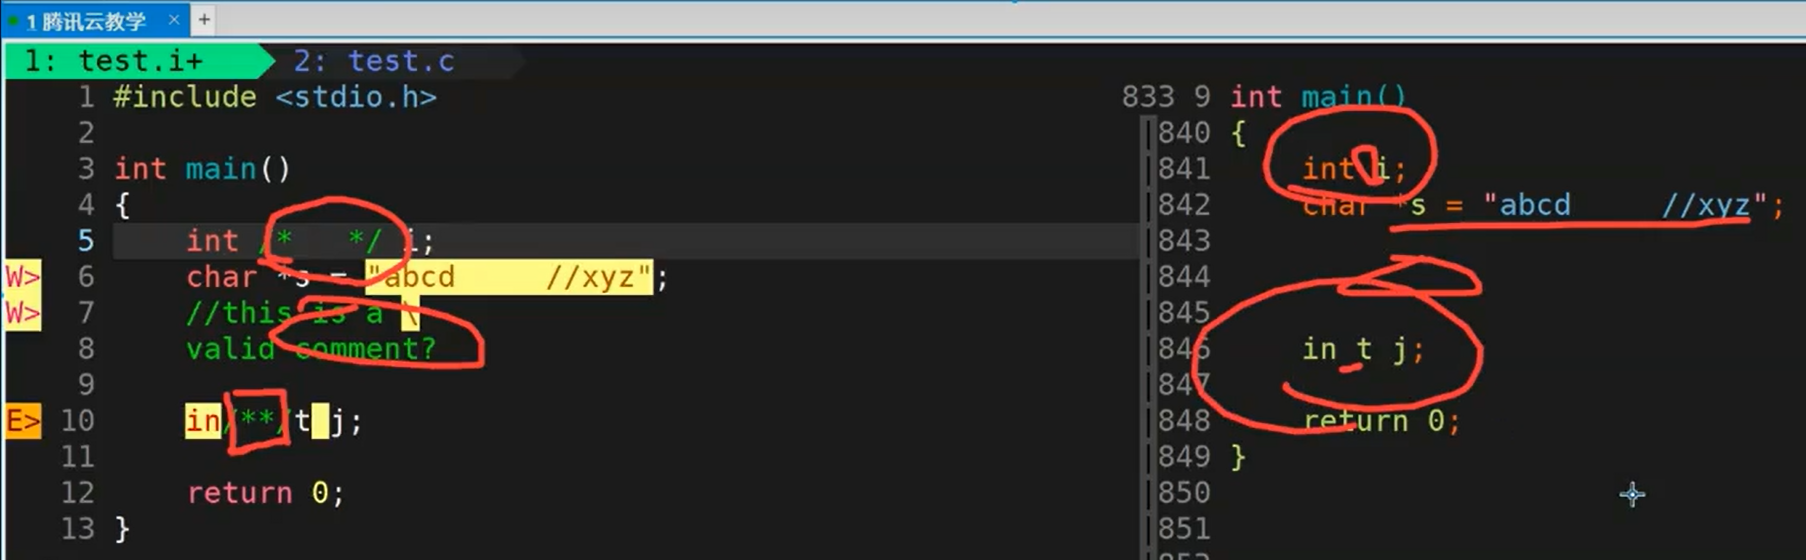 1 腾讯云教学 × +
1: test.i+ 2: test.c
1 #include <stdio.h>
2
3 int main()
4 {
5 int /* */ i;
W> 6 char *s = "abcd //xyz";
W> 7 //this is a \
8 valid comment?
9
E> 10 in/**/t j;
11
12 return 0;
13 }
833 9 int main()
840 {
841 int i;
842 char *s = "abcd //xyz";
843
844
845
846 in t j;
847
848 return 0;
849 }
850
851